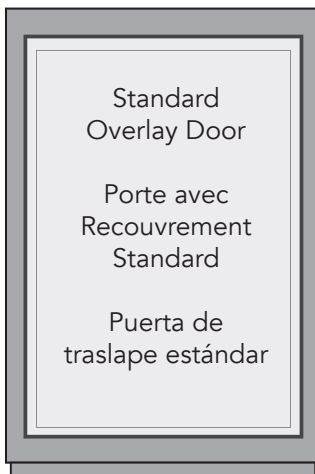 Standard
Overlay Door
Porte avec
Recouvrement
Standard
Puerta de
traslape estándar